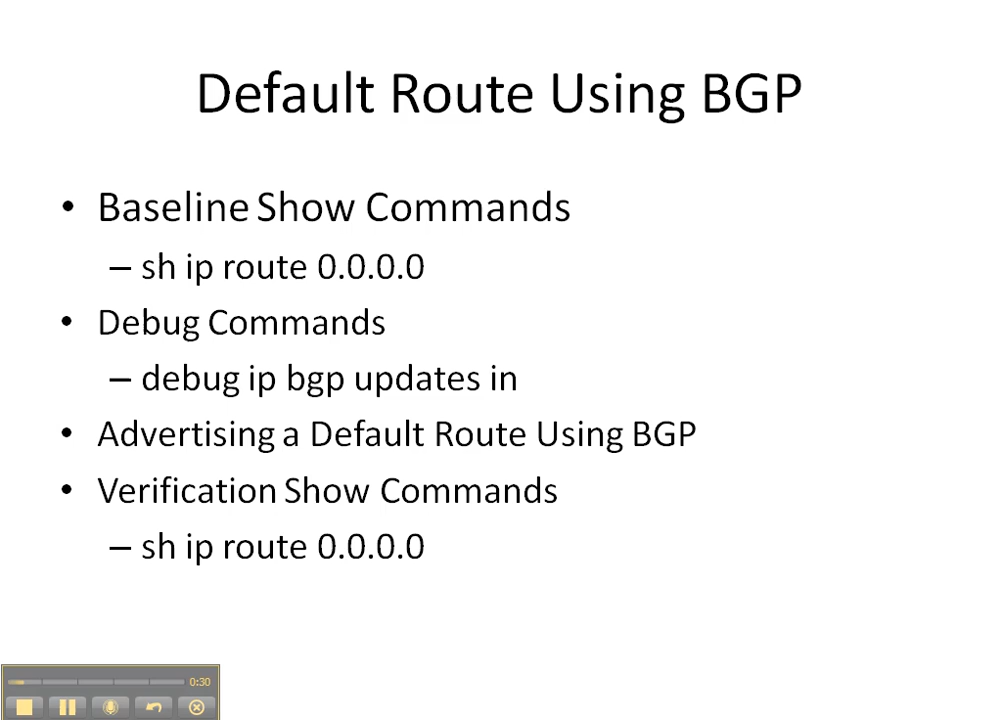 Default Route Using BGP
• Baseline Show Commands
– sh ip route 0.0.0.0
• Debug Commands
– debug ip bgp updates in
• Advertising a Default Route Using BGP
• Verification Show Commands
– sh ip route 0.0.0.0
0:30